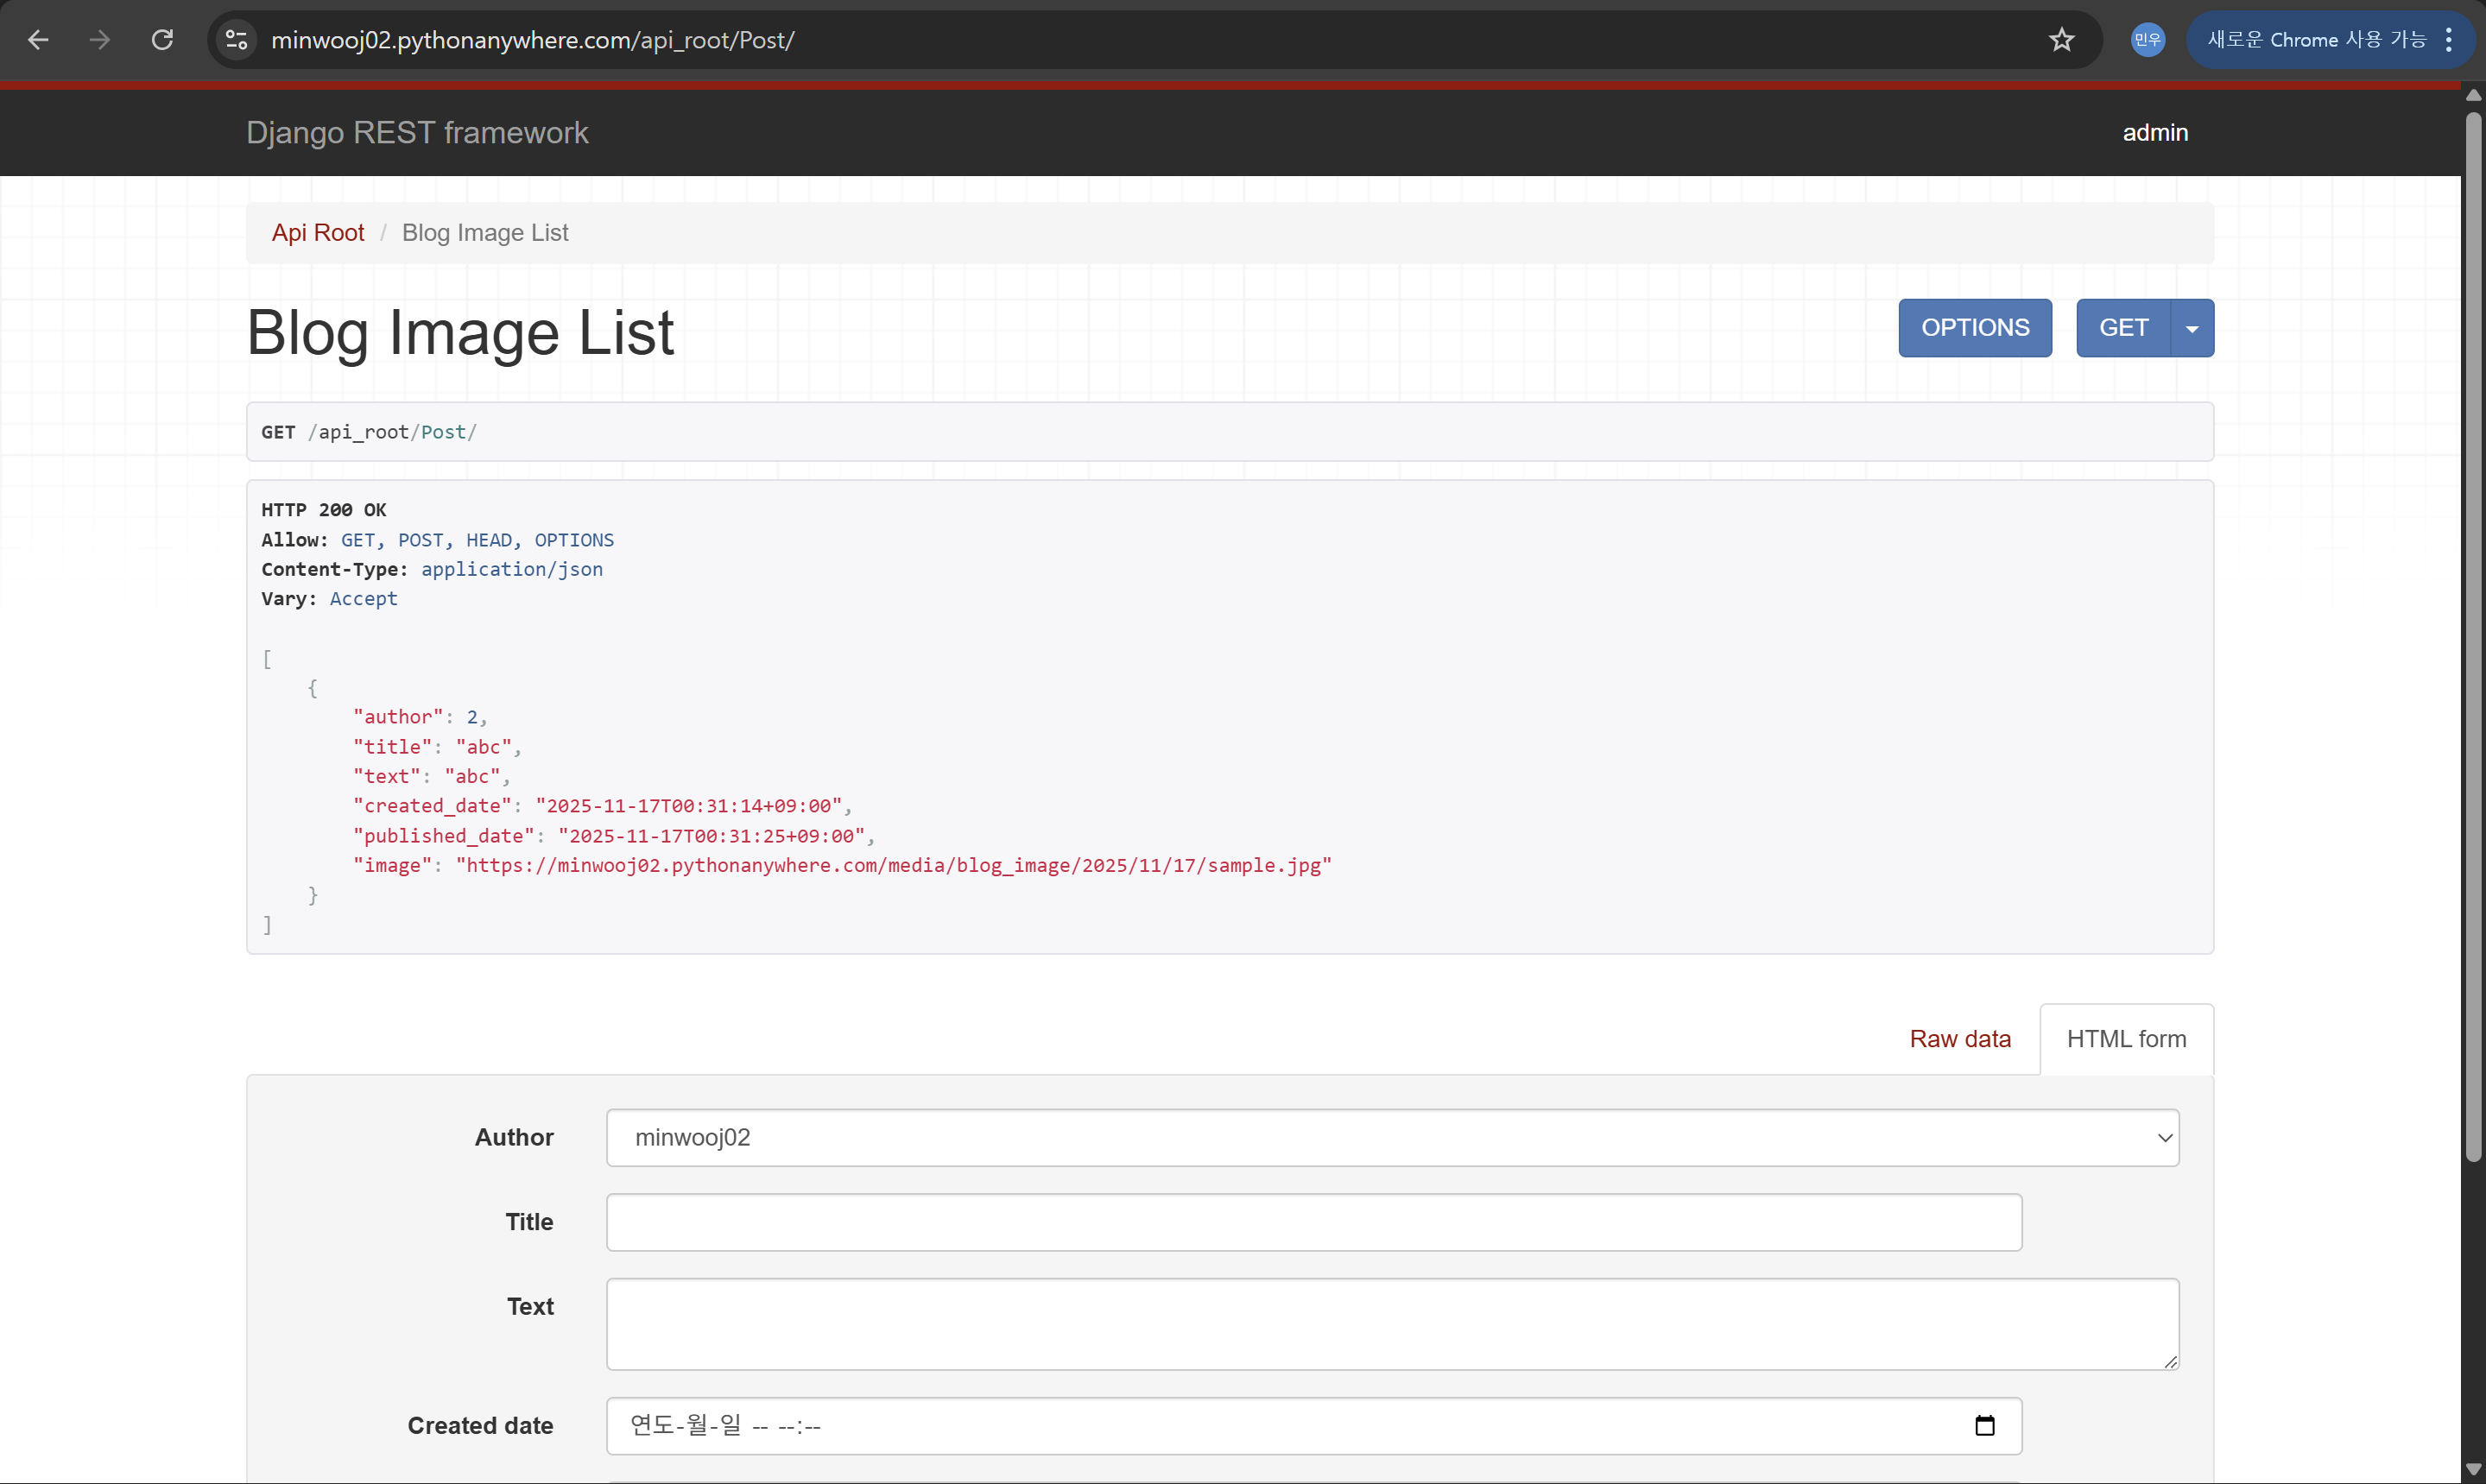 minwooj02.pythonanywhere.com/api_root/Post/
민우
새로운 Chrome 사용 가능
Django REST framework
admin
Api Root / Blog Image List
Blog Image List
OPTIONS
GET
GET /api_root/Post/
HTTP 200 OK
Allow: GET, POST, HEAD, OPTIONS
Content-Type: application/json
Vary: Accept
[
{
"author": 2,
"title": "abc",
"text": "abc",
"created_date": "2025-11-17T00:31:14+09:00",
"published_date": "2025-11-17T00:31:25+09:00",
"image": "https://minwooj02.pythonanywhere.com/media/blog_image/2025/11/17/sample.jpg"
}
]
Raw data
HTML form
Author
minwooj02
Title
Text
Created date
연도-월-일 -- --:--